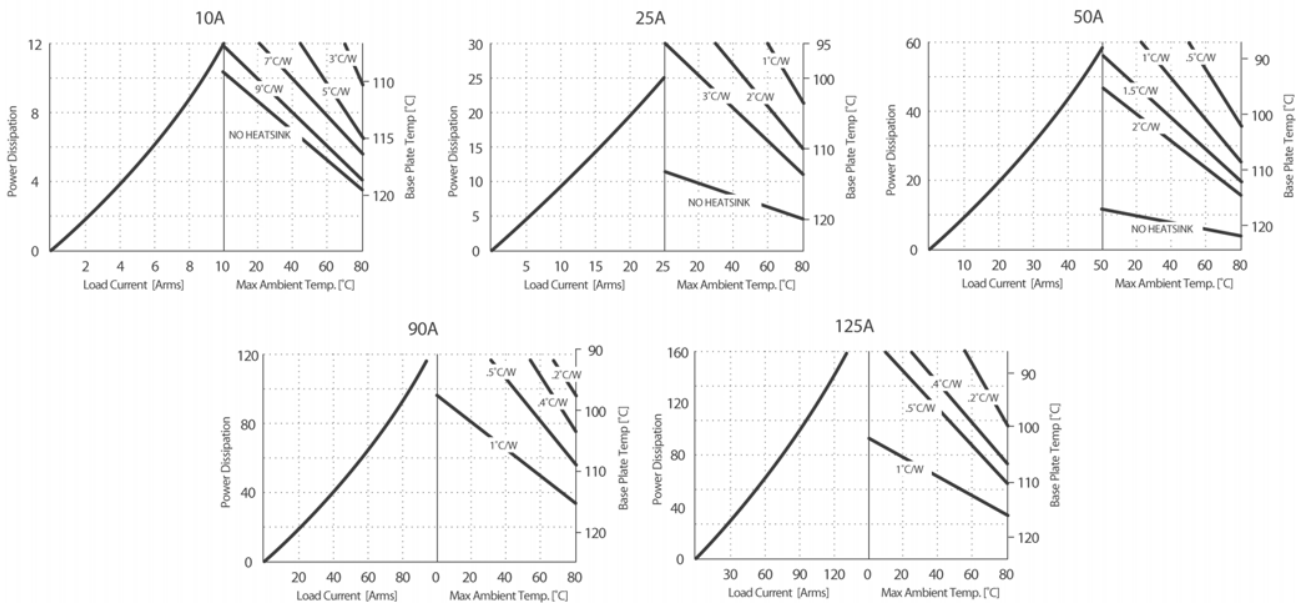 10A
12
8
4
0
Power Dissipation
3°C/W
7°C/W
5°C/W
9°C/W
NO HEATSINK
110
115
120
Base Plate Temp [°C]
2 4 6 8 10 20 40 60 80
Load Current [Arms] Max Ambient Temp. [°C]
25A
30
25
20
15
10
5
0
Power Dissipation
1°C/W
3°C/W
2°C/W
NO HEATSINK
95
100
110
120
Base Plate Temp [°C]
5 10 15 20 25 20 40 60 80
Load Current [Arms] Max Ambient Temp. [°C]
50A
60
40
20
0
Power Dissipation
1°C/W
.5°C/W
1.5°C/W
2°C/W
NO HEATSINK
90
100
110
120
Base Plate Temp [°C]
10 20 30 40 50 20 40 60 80
Load Current [Arms] Max Ambient Temp. [°C]
90A
120
80
40
0
Power Dissipation
.5°C/W
.2°C/W
.4°C/W
1°C/W
90
100
110
120
Base Plate Temp [°C]
20 40 60 80 0 20 40 60 80
Load Current [Arms] Max Ambient Temp. [°C]
125A
160
120
80
40
0
Power Dissipation
.4°C/W
.2°C/W
.5°C/W
1°C/W
90
100
110
120
Base Plate Temp [°C]
30 60 90 120 0 20 40 60 80
Load Current [Arms] Max Ambient Temp. [°C]